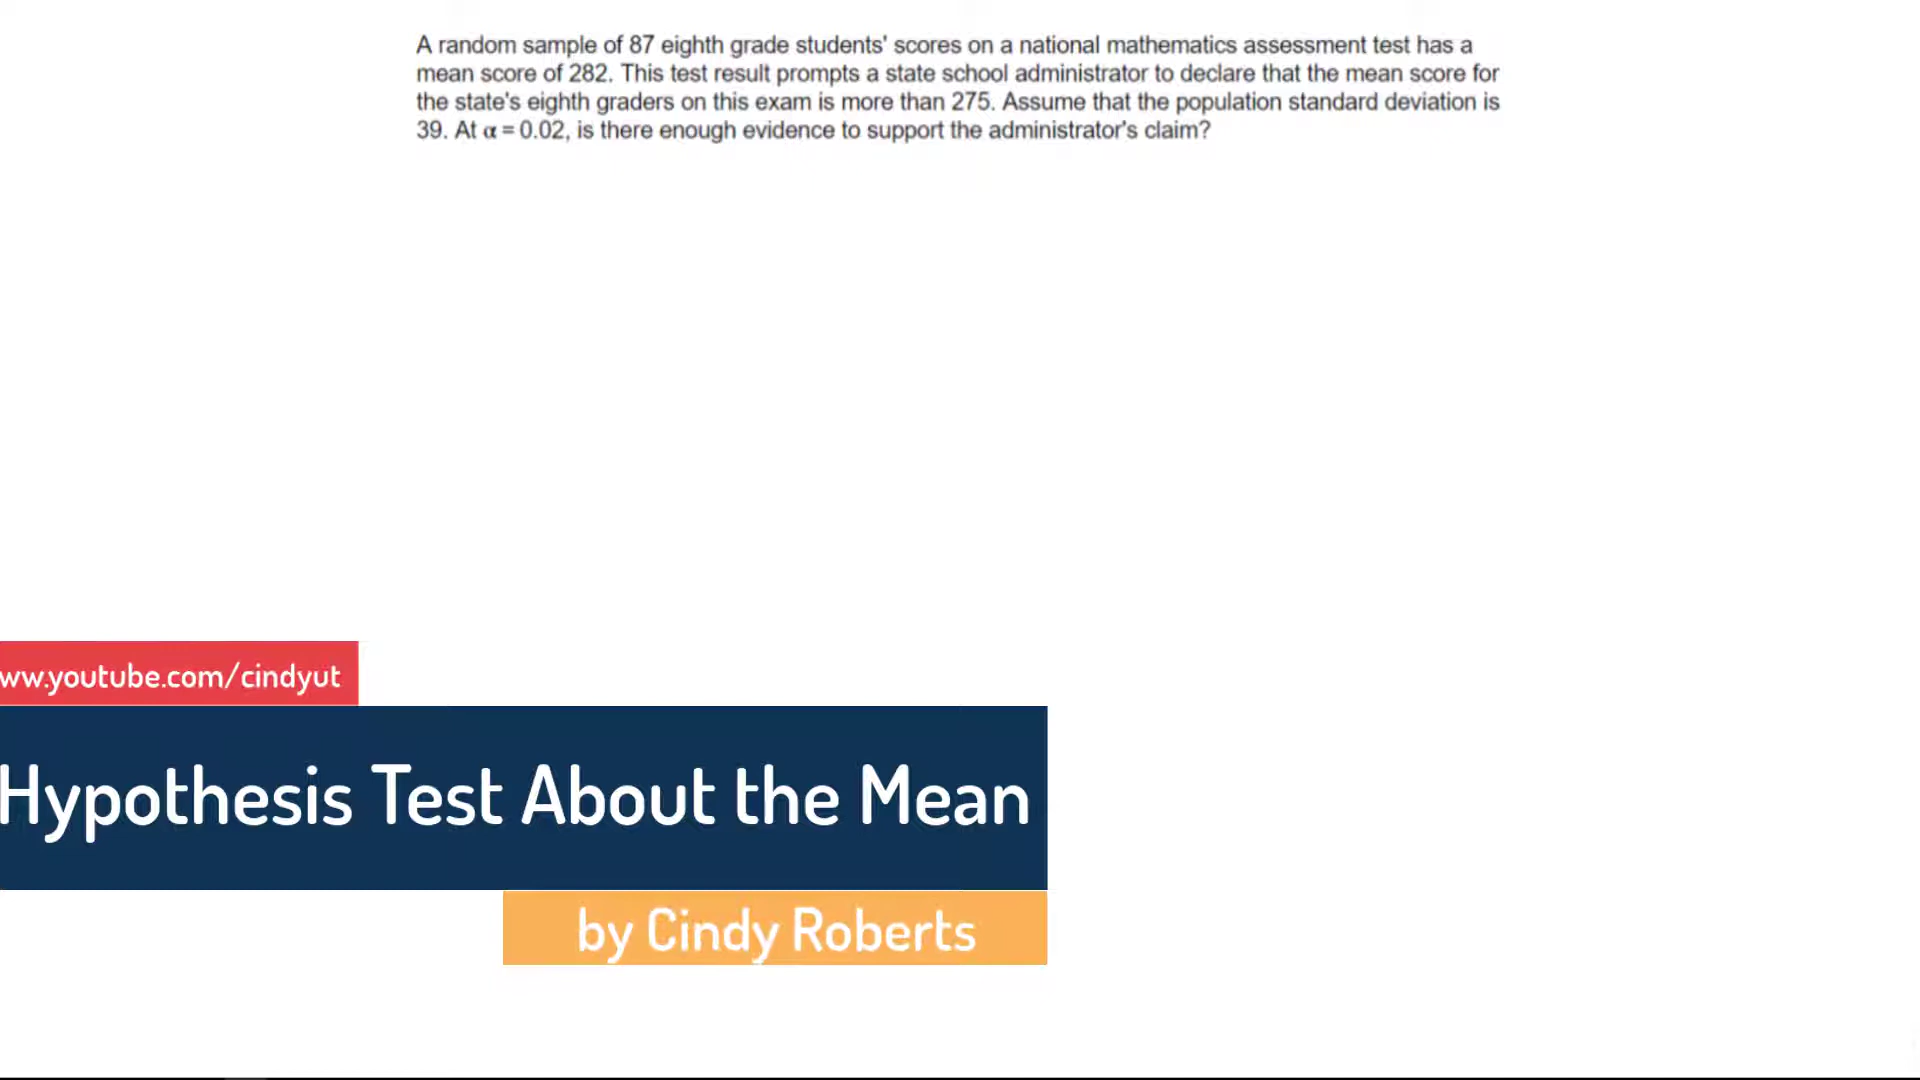 A random sample of 87 eighth grade students' scores on a national mathematics assessment test has a
mean score of 282. This test result prompts a state school administrator to declare that the mean score for
the state's eighth graders on this exam is more than 275. Assume that the population standard deviation is
39. At α = 0.02, is there enough evidence to support the administrator's claim?
ww.youtube.com/cindyut
Hypothesis Test About the Mean
by Cindy Roberts